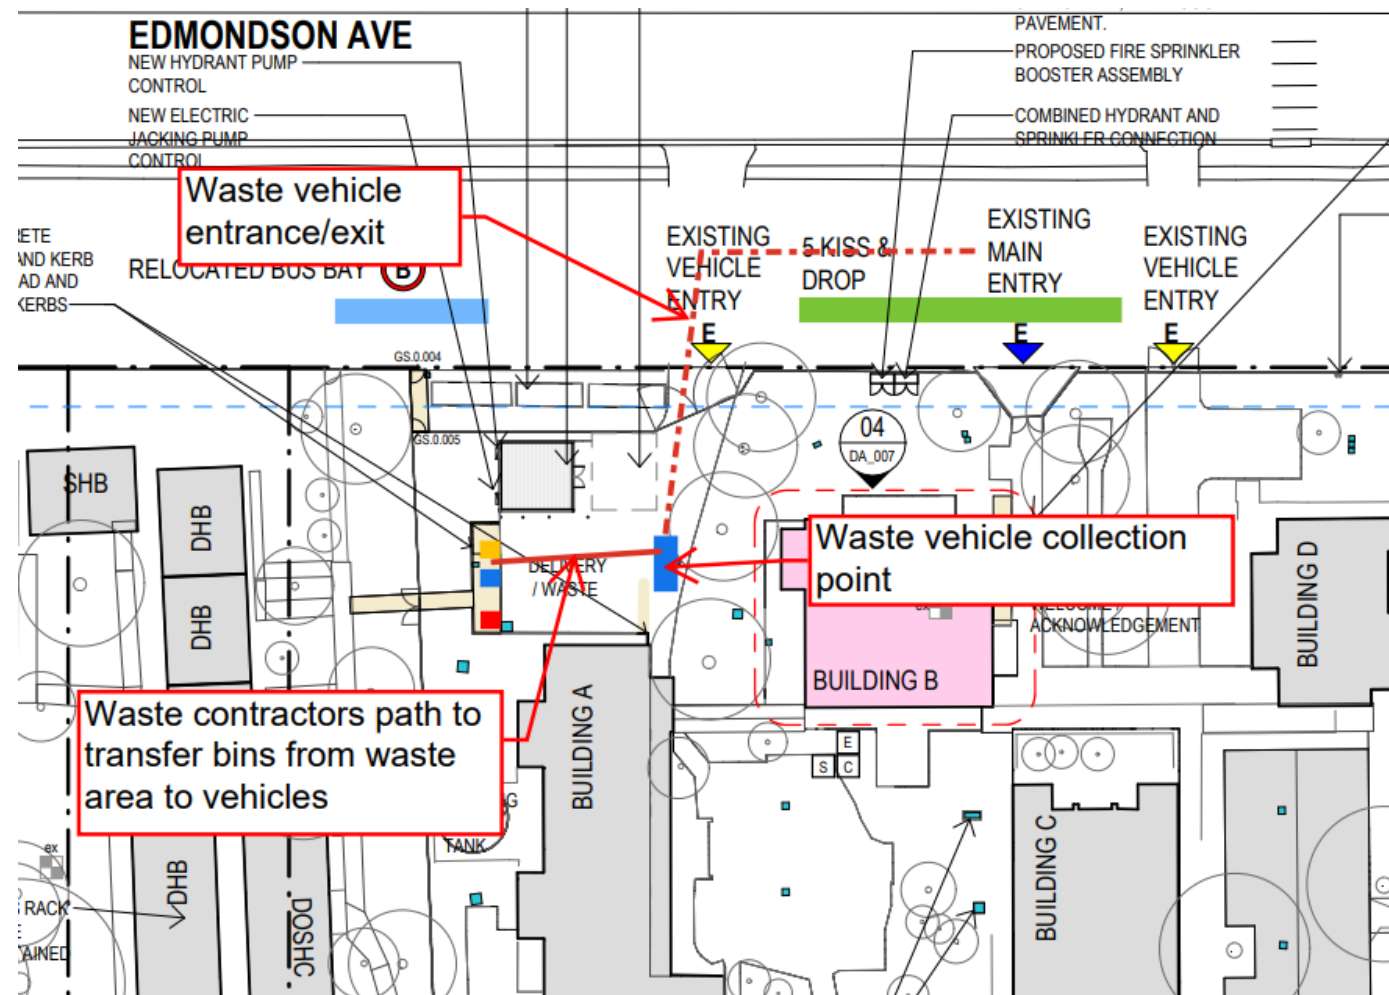 EDMONDSON AVE
NEW HYDRANT PUMP
CONTROL
NEW ELECTRIC
JACKING PUMP
CONTROL
PAVEMENT.
PROPOSED FIRE SPRINKLER
BOOSTER ASSEMBLY
COMBINED HYDRANT AND
SPRINKLER CONNECTION
Waste vehicle
entrance/exit
RETE
AND KERB
AD AND
KERBS
RELOCATED BUS BAY
B
EXISTING
VEHICLE
ENTRY
E
5 KISS &
DROP
EXISTING
MAIN
ENTRY
E
EXISTING
VEHICLE
ENTRY
E
GS.0.004
GS.0.005
04
DA_007
SHB
DHB
DHB
DELIVERY
/ WASTE
Waste vehicle collection
point
ex
ACKNOWLEDGEMENT
BUILDING B
BUILDING D
Waste contractors path to
transfer bins from waste
area to vehicles
BUILDING A
E
S
C
G
TANK
ex
RACK
E
AINED
DHB
DOSHC
BUILDING C